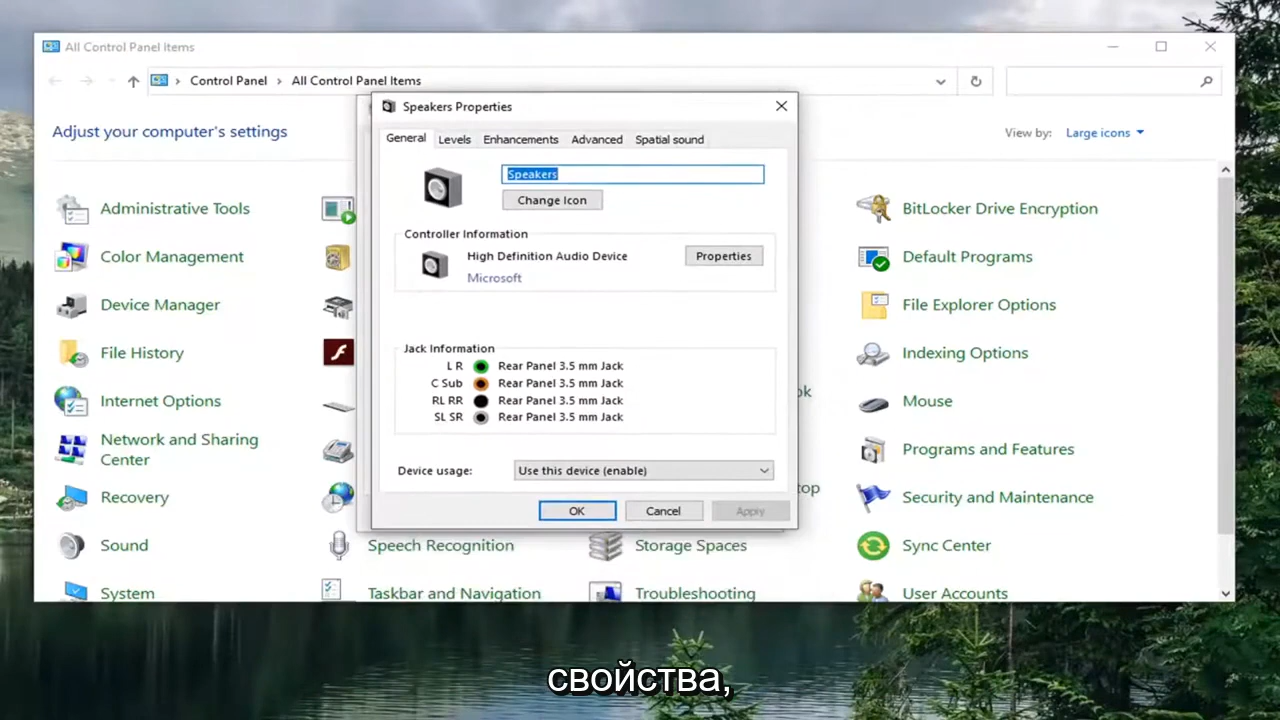 All Control Panel Items
Control Panel > All Control Panel Items
Adjust your computer's settings
View by: Large icons
Speakers Properties
General Levels Enhancements Advanced Spatial sound
Speakers
Change Icon
Controller Information
High Definition Audio Device
Properties
Microsoft
Jack Information
L R Rear Panel 3.5 mm Jack
C Sub Rear Panel 3.5 mm Jack
RL RR Rear Panel 3.5 mm Jack
SL SR Rear Panel 3.5 mm Jack
Device usage: Use this device (enable)
OK Cancel Apply
Administrative Tools
BitLocker Drive Encryption
Color Management
Default Programs
Device Manager
File Explorer Options
File History
Indexing Options
Internet Options
ok
Mouse
Network and Sharing
Center
Programs and Features
Recovery
top
Security and Maintenance
Sound
Speech Recognition
Storage Spaces
Sync Center
System
Taskbar and Navigation
Troubleshooting
User Accounts
свойства,